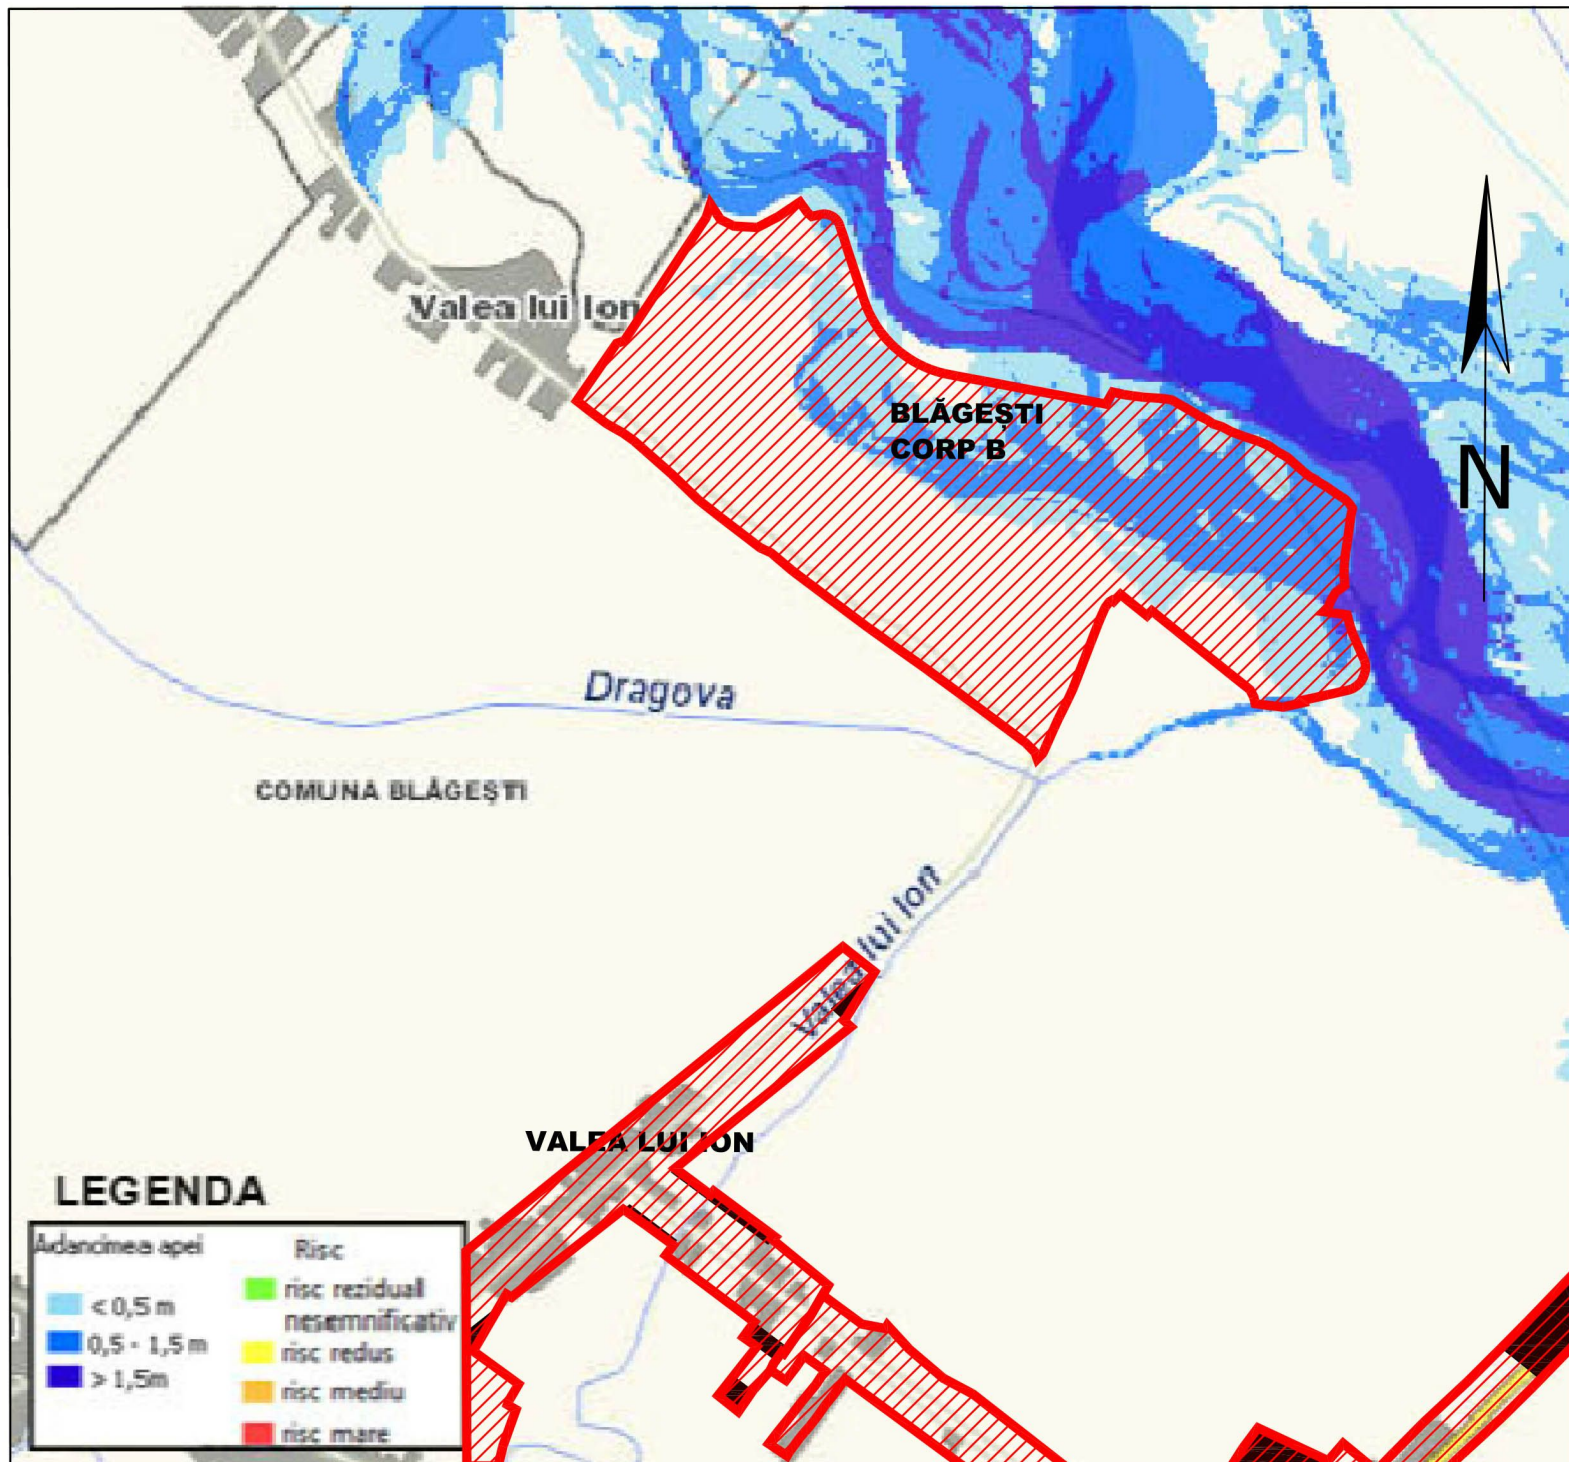 Valea lui Ion
BLĂGEȘTI
CORP B
N
Dragova
COMUNA BLĂGEȘTI
Valea lui Ion
VALEA LUI ION
LEGENDA
Adancimea apei
< 0,5 m
0,5 - 1,5 m
> 1,5m
Risc
risc rezidual
nesemnificativ
risc redus
risc mediu
risc mare